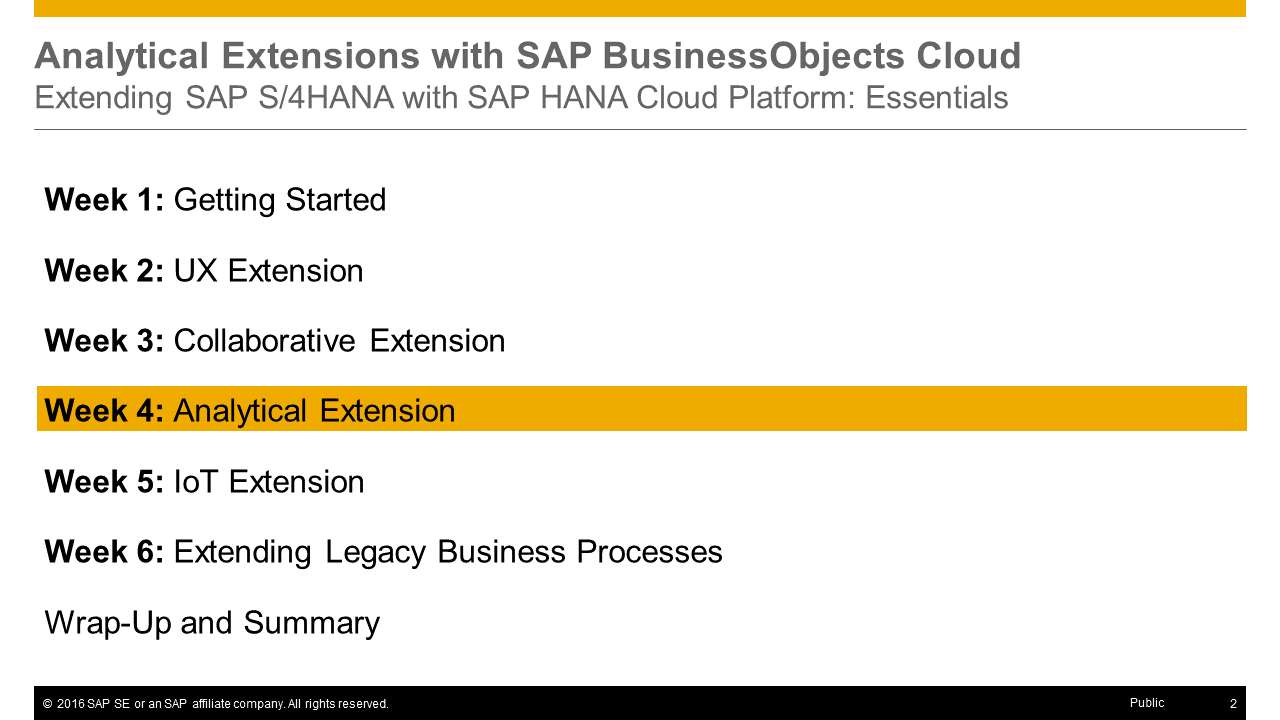 Analytical Extensions with SAP BusinessObjects Cloud
Extending SAP S/4HANA with SAP HANA Cloud Platform: Essentials
Week 1: Getting Started
Week 2: UX Extension
Week 3: Collaborative Extension
Week 4: Analytical Extension
Week 5: IoT Extension
Week 6: Extending Legacy Business Processes
Wrap-Up and Summary
© 2016 SAP SE or an SAP affiliate company. All rights reserved. Public 2